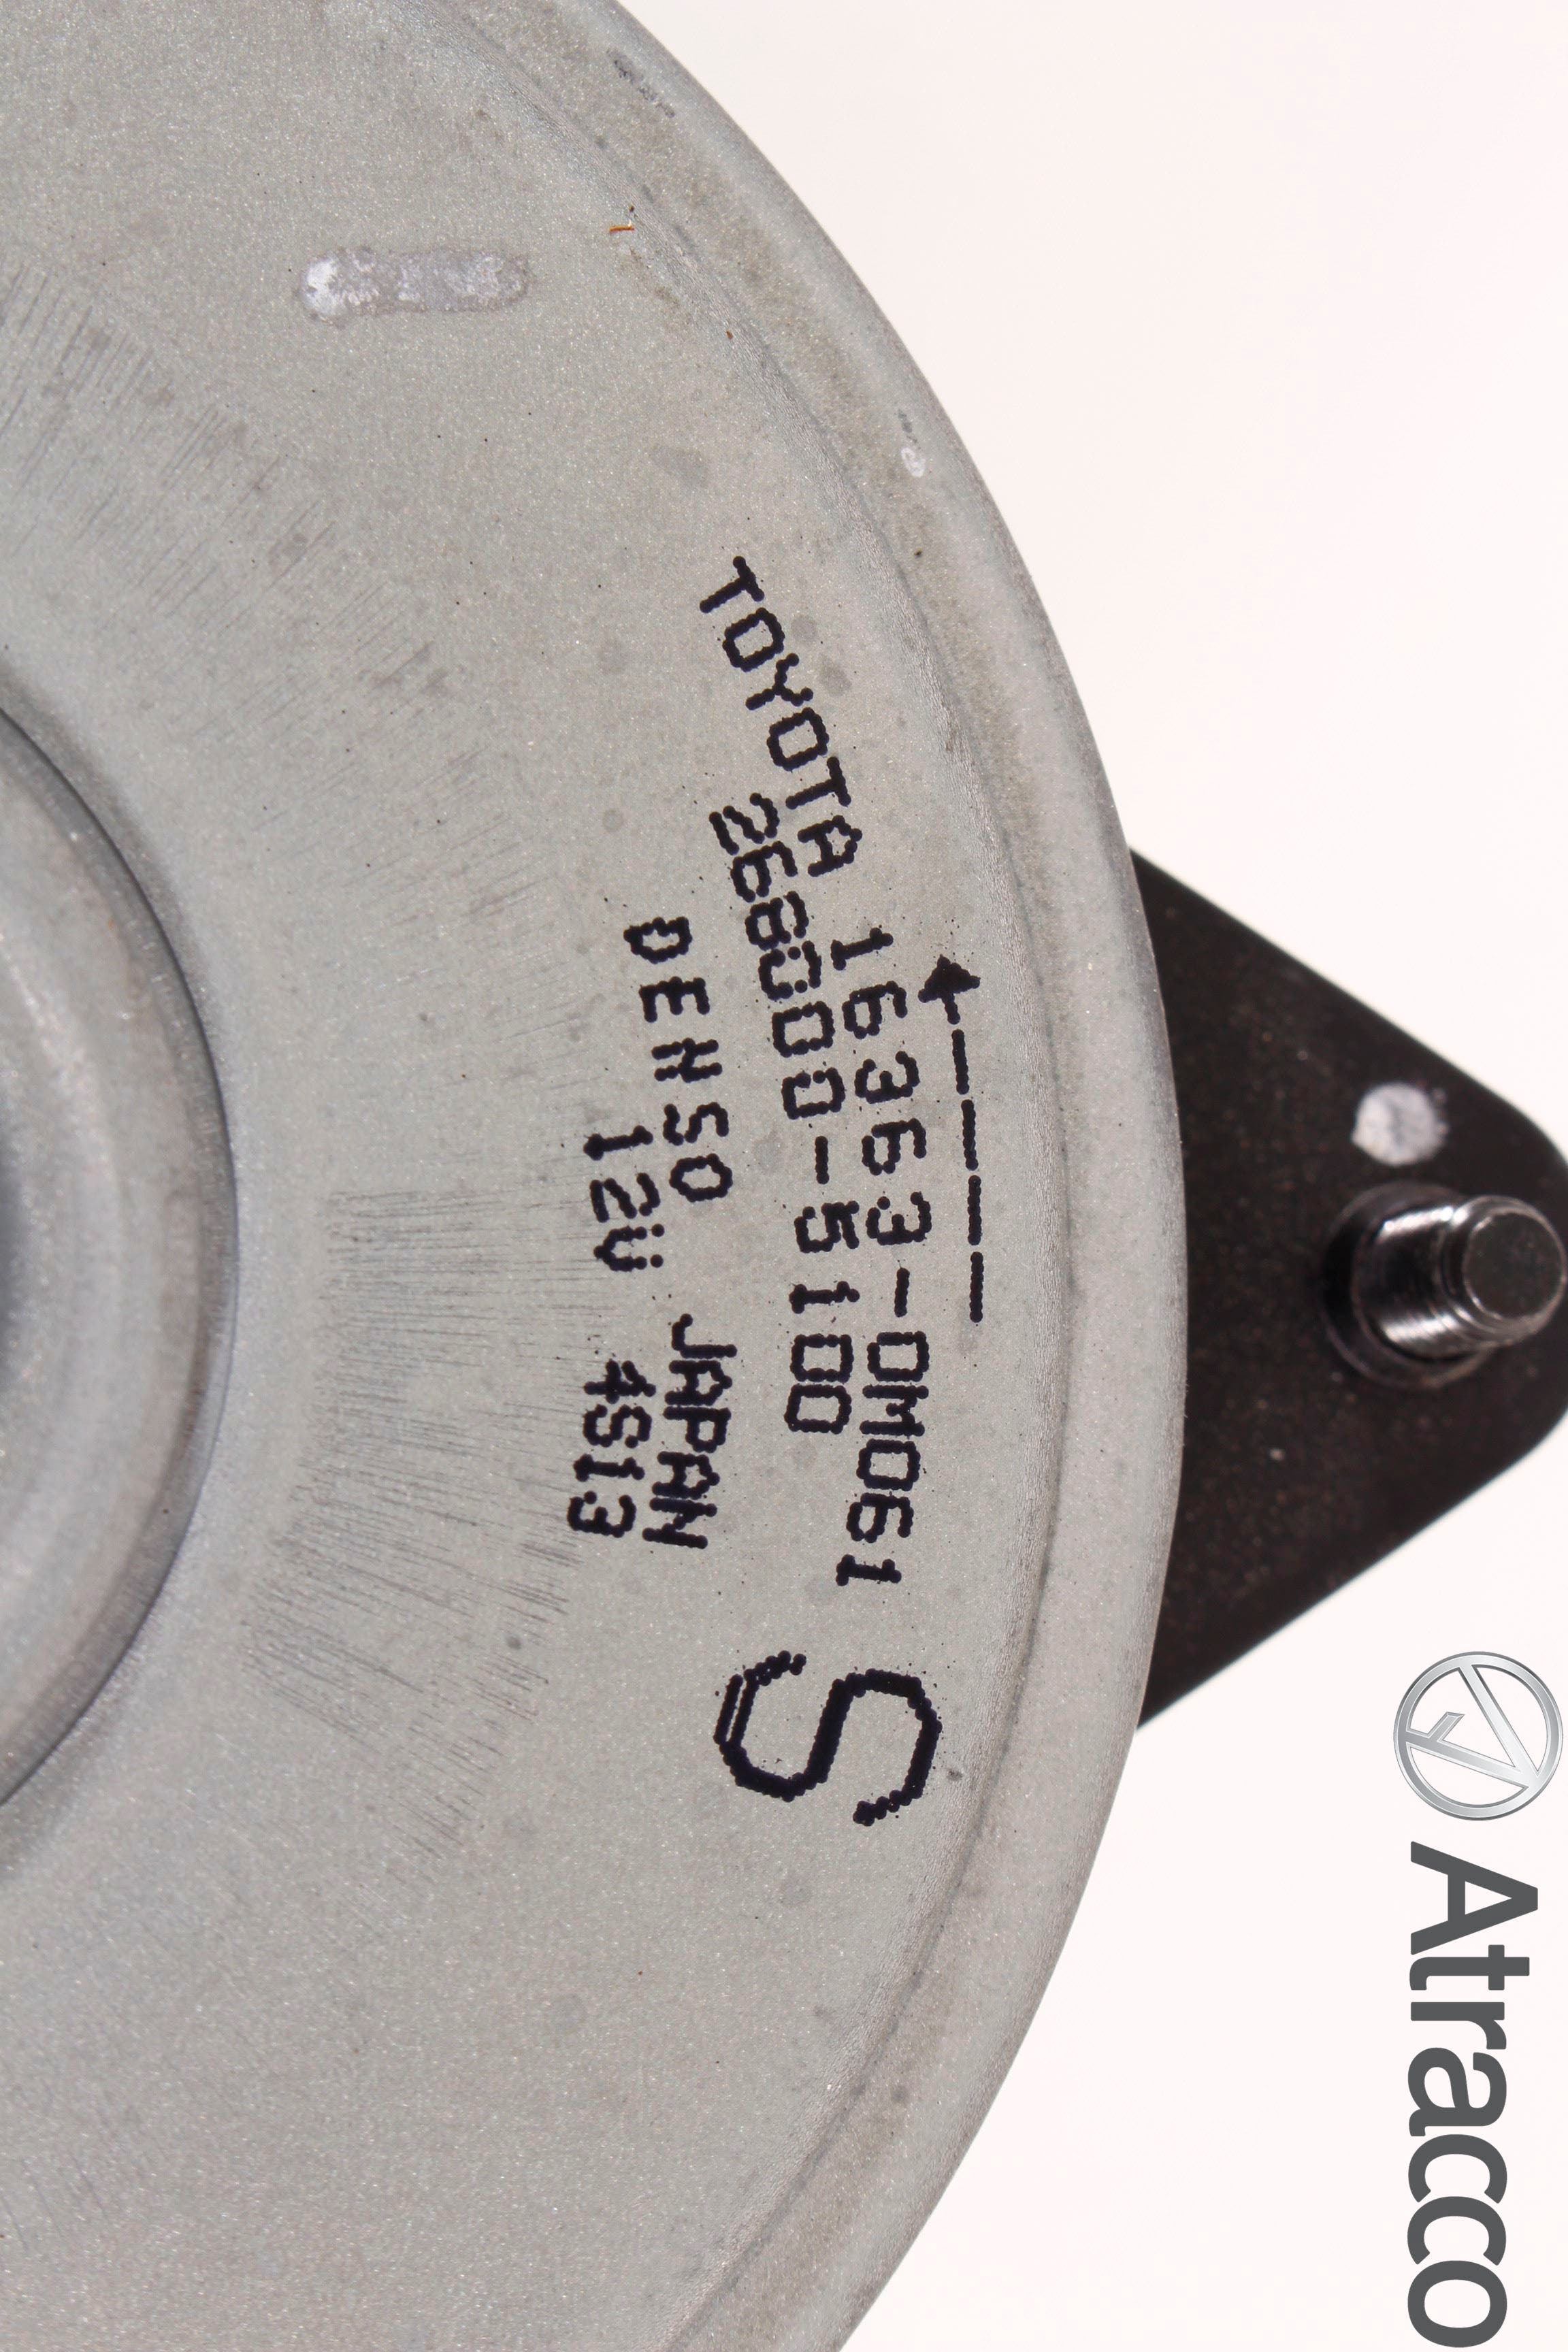 TOYOTA 16363-0M061
268000-5100
DENSO JAPAN
12V 4S13
S
Atracco